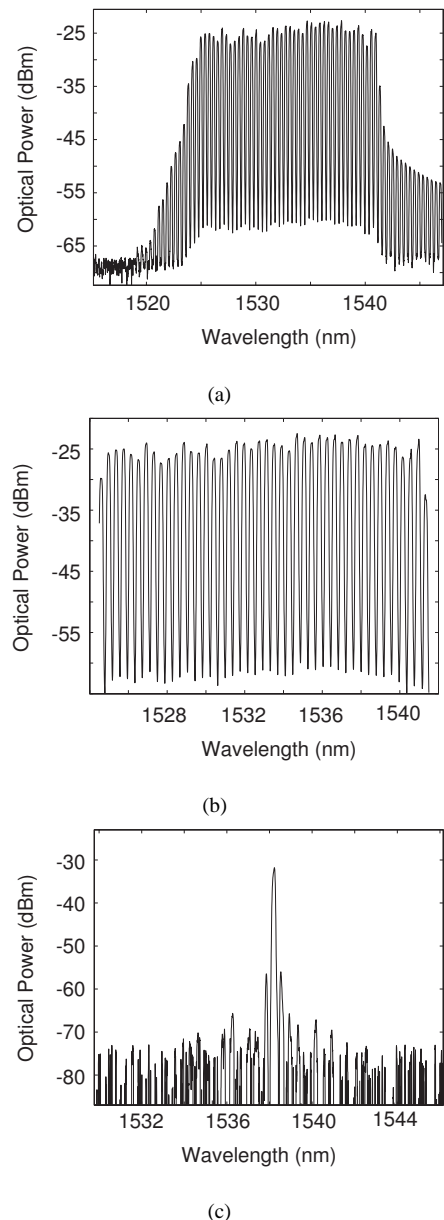 -25
-35
-45
-55
-65
Optical Power (dBm)
1520 1530 1540
Wavelength (nm)
(a)
-25
-35
-45
-55
Optical Power (dBm)
1528 1532 1536 1540
Wavelength (nm)
(b)
-30
-40
-50
-60
-70
-80
Optical Power (dBm)
1532 1536 1540 1544
Wavelength (nm)
(c)